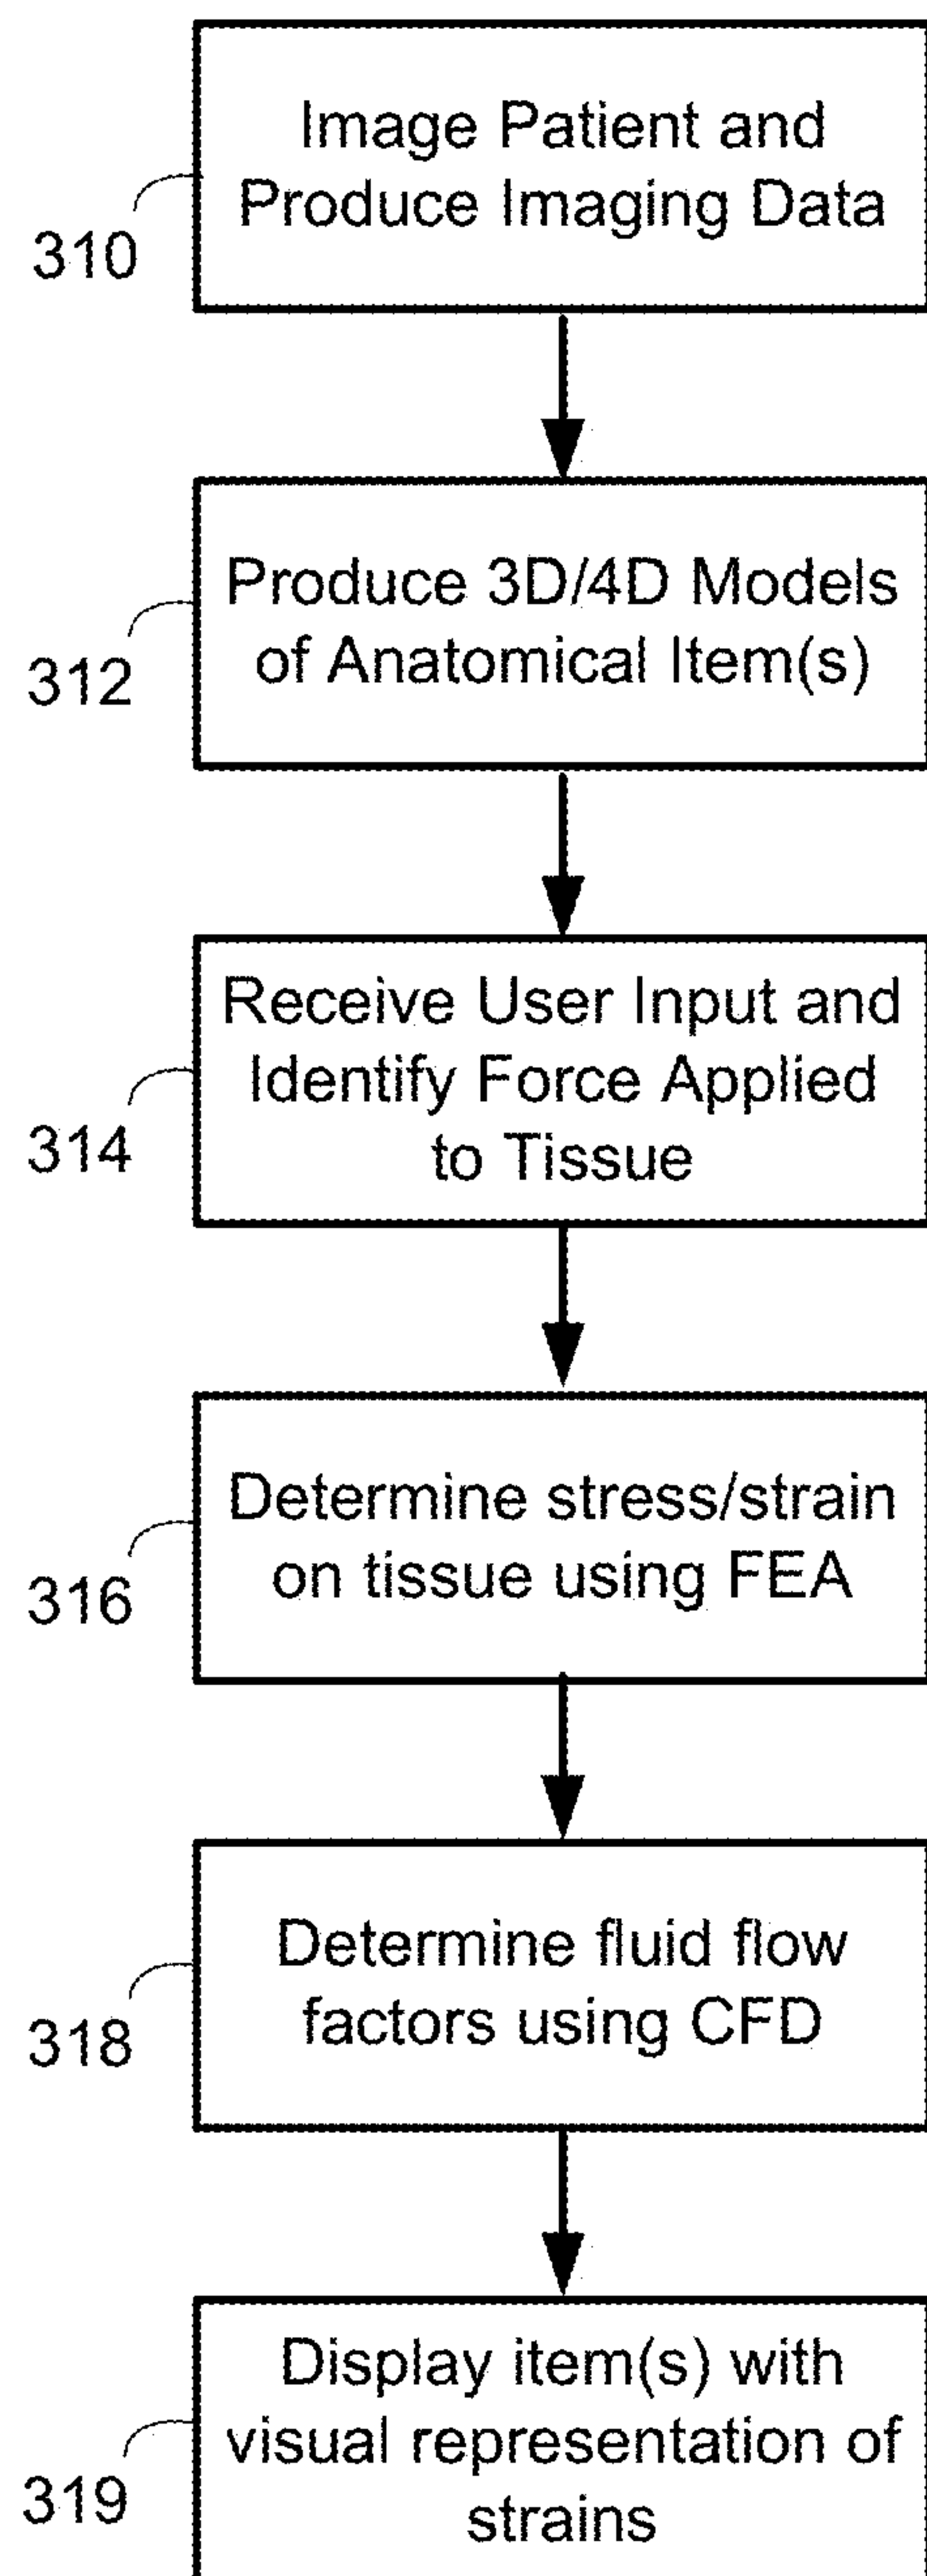 Image Patient and
Produce Imaging Data
310
Produce 3D/4D Models
of Anatomical Item(s)
312
Receive User Input and
Identify Force Applied
to Tissue
314
Determine stress/strain
on tissue using FEA
316
Determine fluid flow
factors using CFD
318
Display item(s) with
visual representation of
strains
319